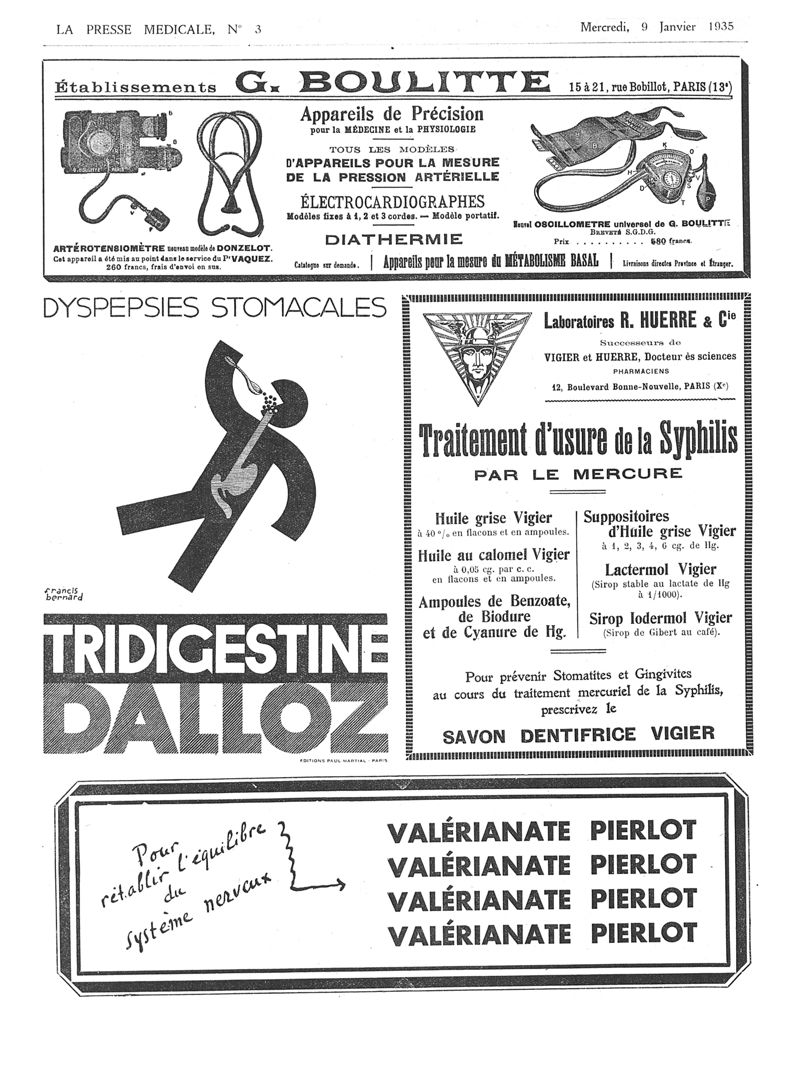 LA PRESSE MEDICALE, N° 3
Mercredi, 9 Janvier 1935
Établissements G. BOULITTE 15 à 21, rue Bobillot, PARIS (13e)
Appareils de Précision
pour la MÉDECINE et la PHYSIOLOGIE
TOUS LES MODÈLES
D'APPAREILS POUR LA MESURE
DE LA PRESSION ARTÉRIELLE
ÉLECTROCARDIOGRAPHES
Modèles fixes à 1, 2 et 3 cordes. — Modèle portatif.
DIATHERMIE
ARTÉROTENSIOMÈTRE nouveau modèle de DONZELOT.
Cet appareil a été mis au point dans le service du Pr VAQUEZ.
260 francs, frais d'envoi en sus.
Nouvel OSCILLOMETRE universel de G. BOULITTE
BREVETÉ S.G.D.G.
Prix .......... 680 francs.
Catalogue sur demande. | Appareils pour la mesure du MÉTABOLISME BASAL | Livraisons directes Province et Étranger.
DYSPEPSIES STOMACALES
francis
bernard
TRIDIGESTINE
DALLOZ
EDITIONS PAUL MARTIAL - PARIS
Laboratoires R. HUERRE & Cie
Successeurs de
VIGIER et HUERRE, Docteur ès sciences
PHARMACIENS
12, Boulevard Bonne-Nouvelle, PARIS (Xe)
Traitement d'usure de la Syphilis
PAR LE MERCURE
Huile grise Vigier
à 40 % en flacons et en ampoules.
Huile au calomel Vigier
à 0,05 cg. par c. c.
en flacons et en ampoules.
Ampoules de Benzoate,
de Biodure
et de Cyanure de Hg.
Suppositoires
d'Huile grise Vigier
à 1, 2, 3, 4, 6 cg. de Hg.
Lactermol Vigier
(Sirop stable au lactate de Hg
à 1/1000).
Sirop Iodermol Vigier
(Sirop de Gibert au café).
Pour prévenir Stomatites et Gingivites
au cours du traitement mercuriel de la Syphilis,
prescrivez le
SAVON DENTIFRICE VIGIER
Pour
rétablir l'équilibre
du
système nerveux
VALÉRIANATE PIERLOT
VALÉRIANATE PIERLOT
VALÉRIANATE PIERLOT
VALÉRIANATE PIERLOT